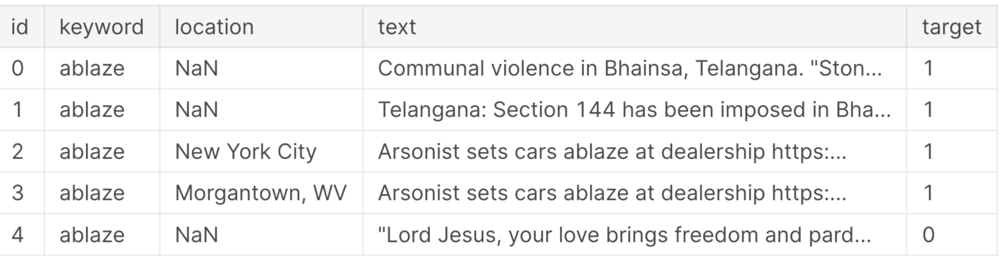 id keyword location text target
0 ablaze NaN Communal violence in Bhainsa, Telangana. "Ston... 1
1 ablaze NaN Telangana: Section 144 has been imposed in Bha... 1
2 ablaze New York City Arsonist sets cars ablaze at dealership https:... 1
3 ablaze Morgantown, WV Arsonist sets cars ablaze at dealership https:... 1
4 ablaze NaN "Lord Jesus, your love brings freedom and pard... 0